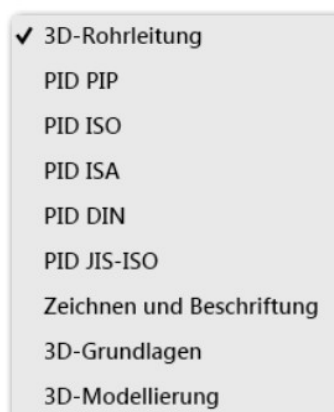 ✓ 3D-Rohrleitung
PID PIP
PID ISO
PID ISA
PID DIN
PID JIS-ISO
Zeichnen und Beschriftung
3D-Grundlagen
3D-Modellierung